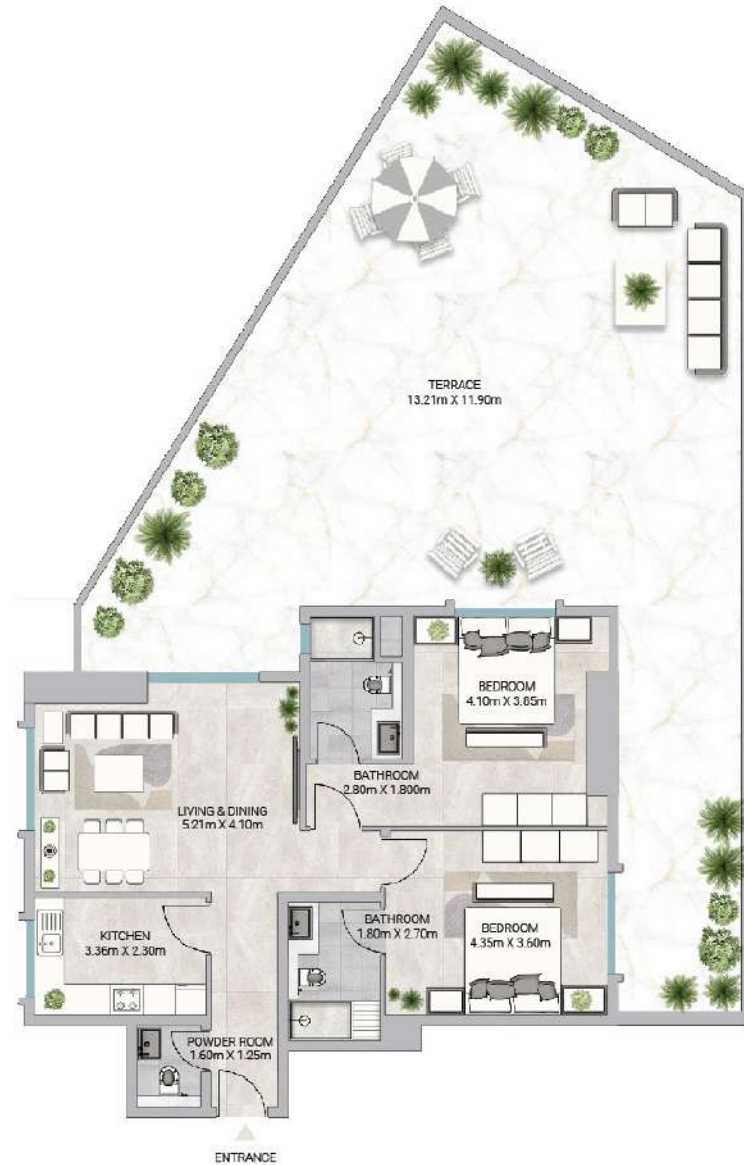 TERRACE
13.21m X 11.90m
BEDROOM
4.10m X 3.85m
BATHROOM
2.80m X 1.800m
LIVING & DINING
5.21m X 4.10m
KITCHEN
3.36m X 2.30m
BATHROOM
1.80m X 2.70m
BEDROOM
4.35m X 3.60m
POWDER ROOM
1.60m X 1.25m
ENTRANCE